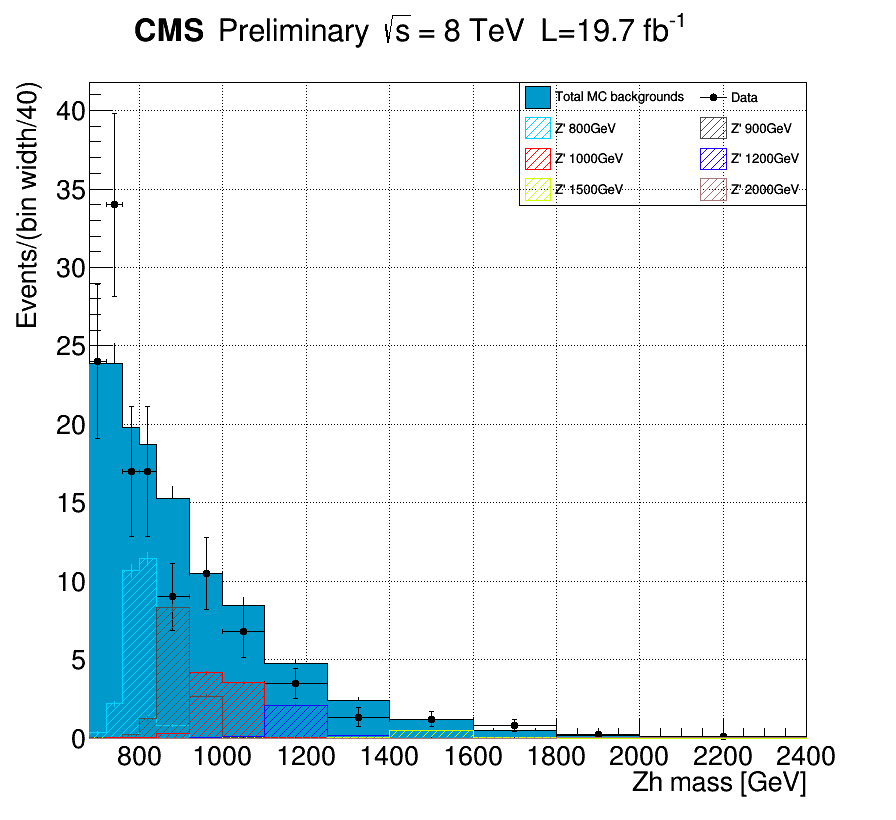 CMS Preliminary √s = 8 TeV L=19.7 fb⁻¹
Events/(bin width/40)
Total MC backgrounds Data
Z' 800GeV Z' 900GeV
Z' 1000GeV Z' 1200GeV
Z' 1500GeV Z' 2000GeV
40
35
30
25
20
15
10
5
0
800 1000 1200 1400 1600 1800 2000 2200 2400
Zh mass [GeV]